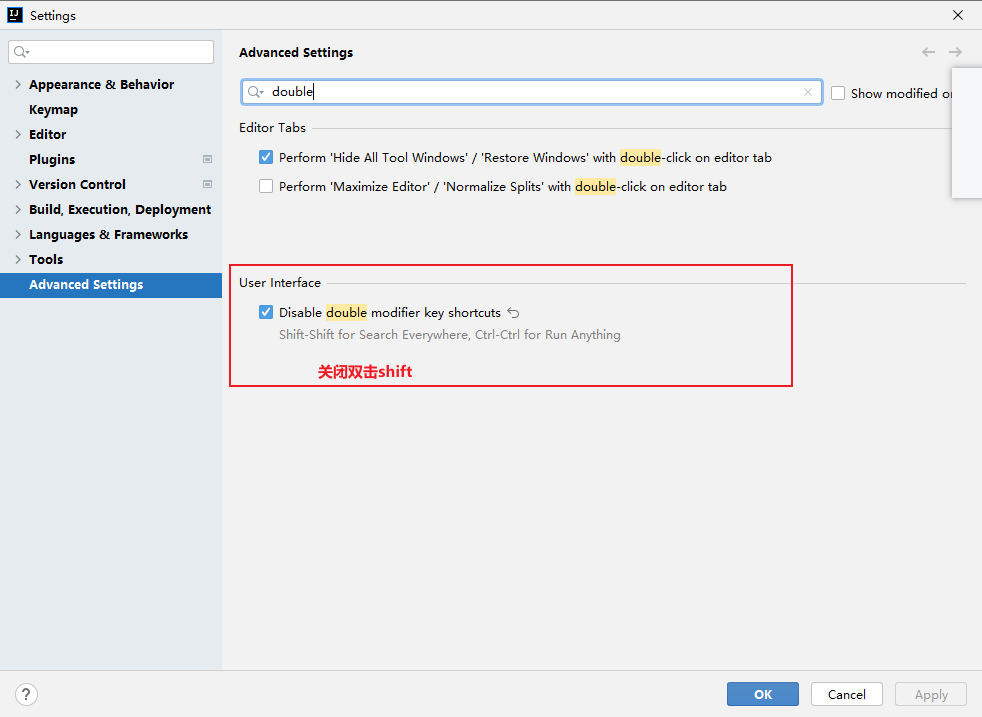 Settings
Appearance & Behavior
Keymap
Editor
Plugins
Version Control
Build, Execution, Deployment
Languages & Frameworks
Tools
Advanced Settings
Advanced Settings
double
Show modified
Editor Tabs
Perform 'Hide All Tool Windows' / 'Restore Windows' with double-click on editor tab
Perform 'Maximize Editor' / 'Normalize Splits' with double-click on editor tab
User Interface
Disable double modifier key shortcuts
Shift-Shift for Search Everywhere, Ctrl-Ctrl for Run Anything
关闭双击shift
?
OK
Cancel
Apply